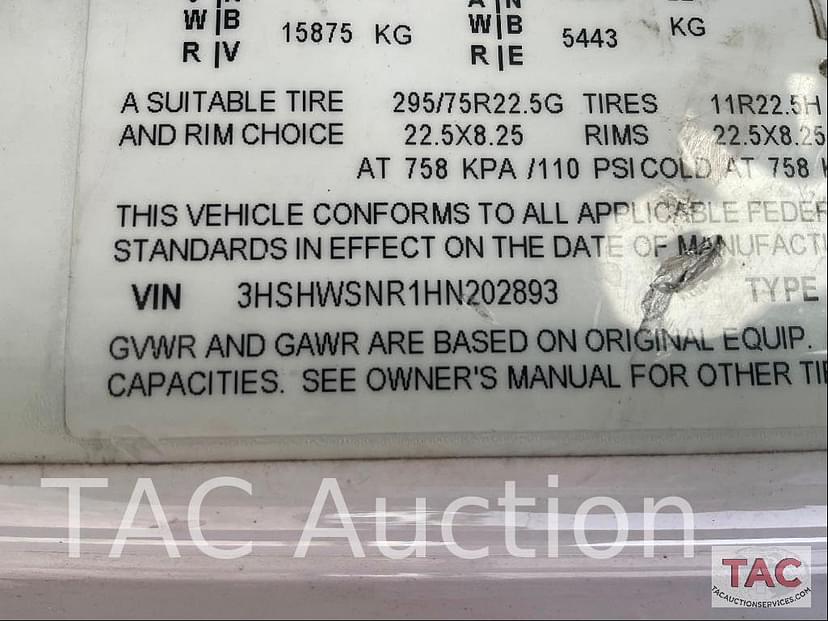 W B 15875 KG W B 5443 KG
R V R E
A SUITABLE TIRE 295/75R22.5G TIRES 11R22.5H
AND RIM CHOICE 22.5X8.25 RIMS 22.5X8.25
AT 758 KPA /110 PSI COLD AT 758
THIS VEHICLE CONFORMS TO ALL APPLICABLE FEDER
STANDARDS IN EFFECT ON THE DATE OF MANUFACT
VIN 3HSHWSNR1HN202893 TYPE
GVWR AND GAWR ARE BASED ON ORIGINAL EQUIP.
CAPACITIES. SEE OWNER'S MANUAL FOR OTHER TI
TAC Auction
TAC
TACAUCTIONSERVICES.COM